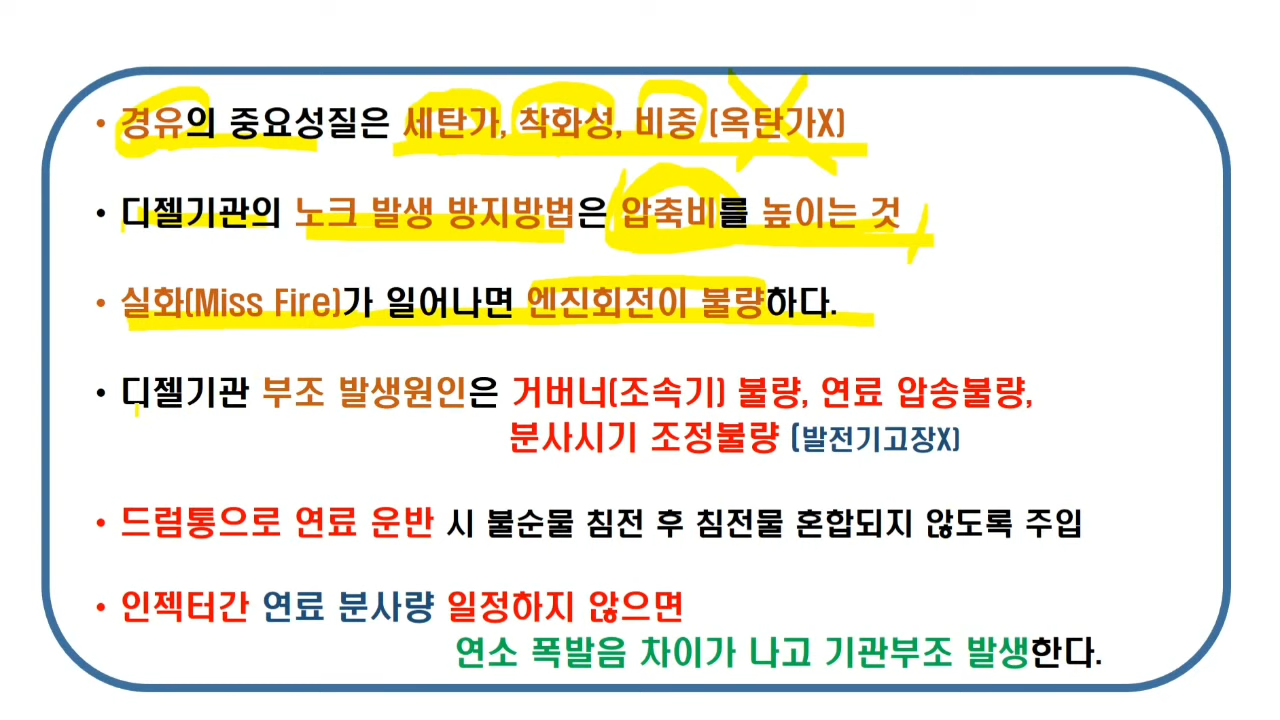 • 경유의 중요성질은 세탄가, 착화성, 비중 (옥탄가X)
• 디젤기관의 노크 발생 방지방법은 압축비를 높이는 것
• 실화(Miss Fire)가 일어나면 엔진회전이 불량하다.
• 디젤기관 부조 발생원인은 거버너(조속기) 불량, 연료 압송불량,
분사시기 조정불량 (발전기고장X)
• 드럼통으로 연료 운반 시 불순물 침전 후 침전물 혼합되지 않도록 주입
• 인젝터간 연료 분사량 일정하지 않으면
연소 폭발음 차이가 나고 기관부조 발생한다.